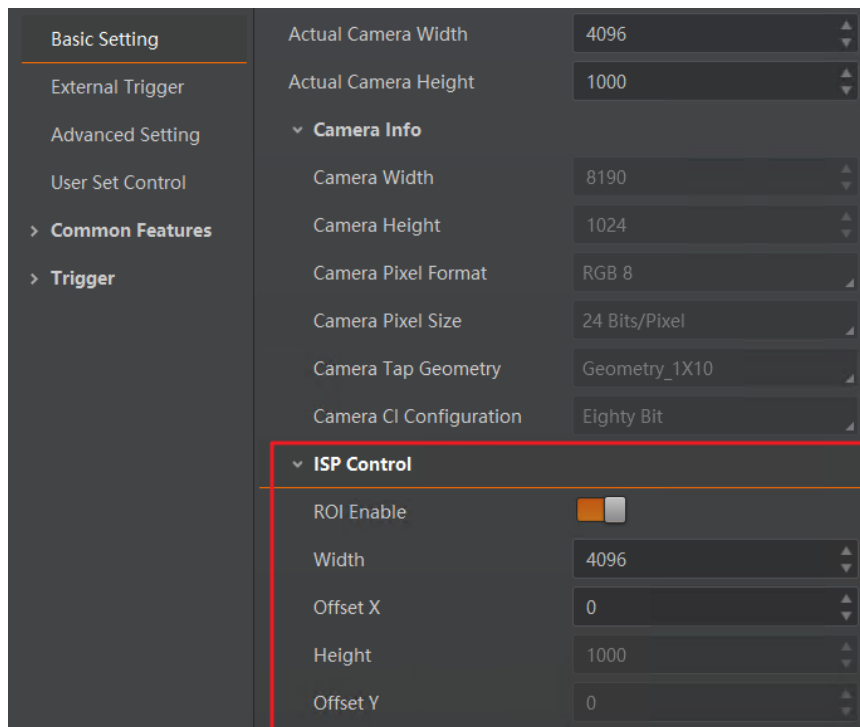 Basic Setting
External Trigger
Advanced Setting
User Set Control
Common Features
Trigger
Actual Camera Width 4096
Actual Camera Height 1000
Camera Info
Camera Width 8190
Camera Height 1024
Camera Pixel Format RGB 8
Camera Pixel Size 24 Bits/Pixel
Camera Tap Geometry Geometry_1X10
Camera Cl Configuration Eighty Bit
ISP Control
ROI Enable
Width 4096
Offset X 0
Height 1000
Offset Y 0